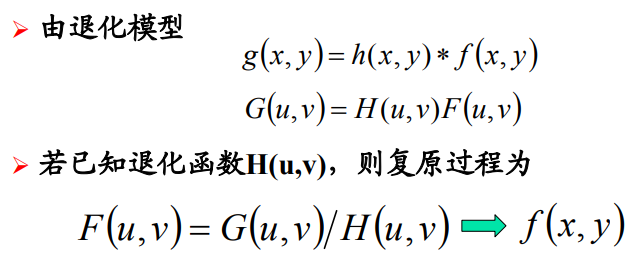 ➢ 由退化模型
g(x, y) = h(x, y) * f(x, y)
G(u, v) = H(u, v)F(u, v)
➢ 若已知退化函数H(u,v)，则复原过程为
F(u, v) = G(u, v)/H(u, v) ⇒ f(x, y)